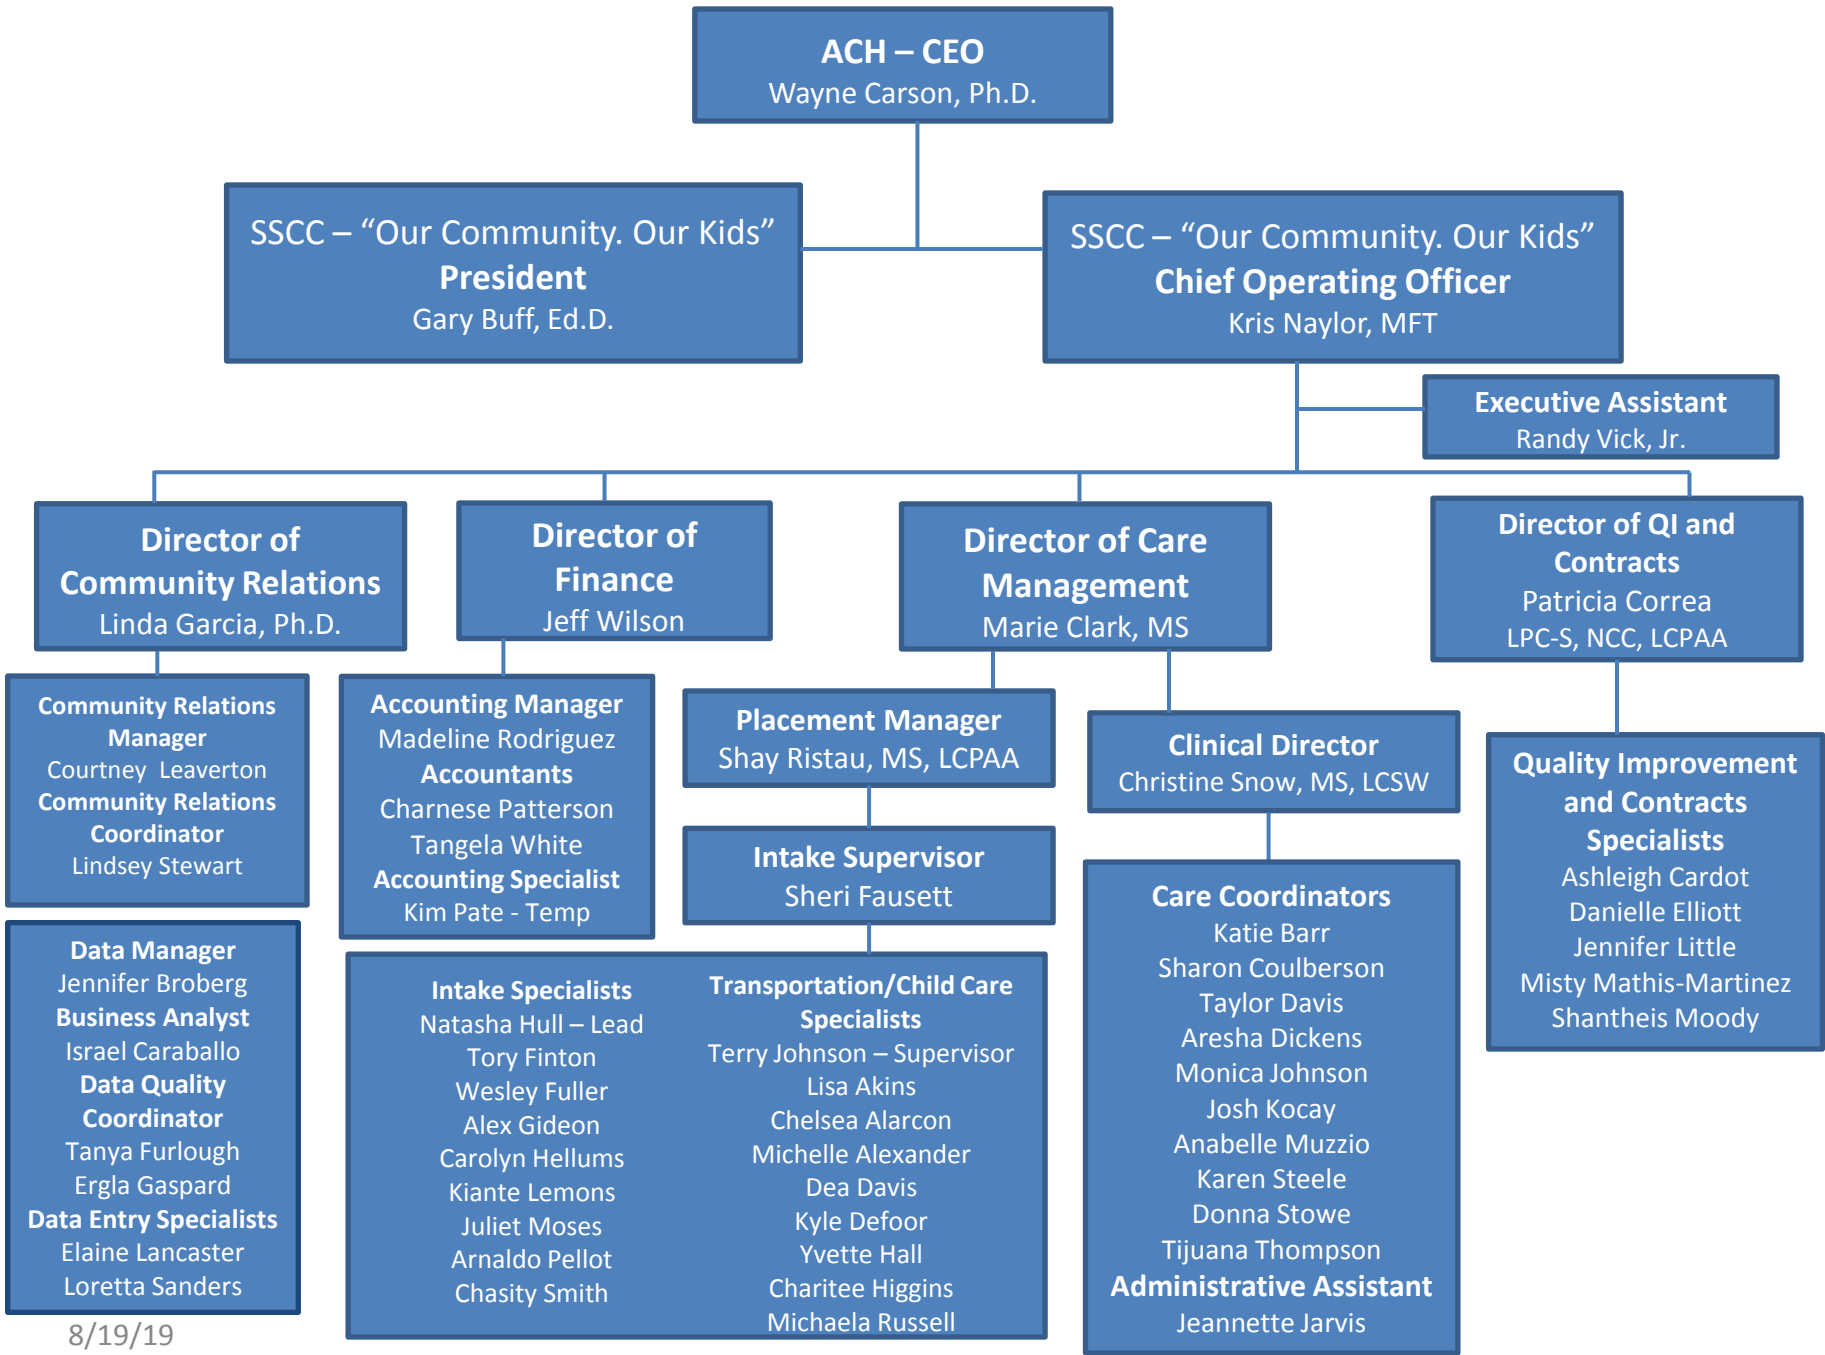 ACH – CEO
Wayne Carson, Ph.D.
SSCC – “Our Community. Our Kids”
President
Gary Buff, Ed.D.
SSCC – “Our Community. Our Kids”
Chief Operating Officer
Kris Naylor, MFT
Executive Assistant
Randy Vick, Jr.
Director of
Community Relations
Linda Garcia, Ph.D.
Director of
Finance
Jeff Wilson
Director of Care
Management
Marie Clark, MS
Director of QI and
Contracts
Patricia Correa
LPC-S, NCC, LCPAA
Community Relations
Manager
Courtney Leaverton
Community Relations
Coordinator
Lindsey Stewart
Data Manager
Jennifer Broberg
Business Analyst
Israel Caraballo
Data Quality
Coordinator
Tanya Furlough
Ergla Gaspard
Data Entry Specialists
Elaine Lancaster
Loretta Sanders
Accounting Manager
Madeline Rodriguez
Accountants
Charnese Patterson
Tangela White
Accounting Specialist
Kim Pate - Temp
Placement Manager
Shay Ristau, MS, LCPAA
Intake Supervisor
Sheri Fausett
Intake Specialists
Natasha Hull – Lead
Tory Finton
Wesley Fuller
Alex Gideon
Carolyn Hellums
Kiante Lemons
Juliet Moses
Arnaldo Pellot
Chasity Smith
Transportation/Child Care
Specialists
Terry Johnson – Supervisor
Lisa Akins
Chelsea Alarcon
Michelle Alexander
Dea Davis
Kyle Defoor
Yvette Hall
Charitee Higgins
Michaela Russell
Clinical Director
Christine Snow, MS, LCSW
Care Coordinators
Katie Barr
Sharon Coulberson
Taylor Davis
Aresha Dickens
Monica Johnson
Josh Kocay
Anabelle Muzzio
Karen Steele
Donna Stowe
Tijuana Thompson
Administrative Assistant
Jeannette Jarvis
Quality Improvement
and Contracts
Specialists
Ashleigh Cardot
Danielle Elliott
Jennifer Little
Misty Mathis-Martinez
Shantheis Moody
8/19/19